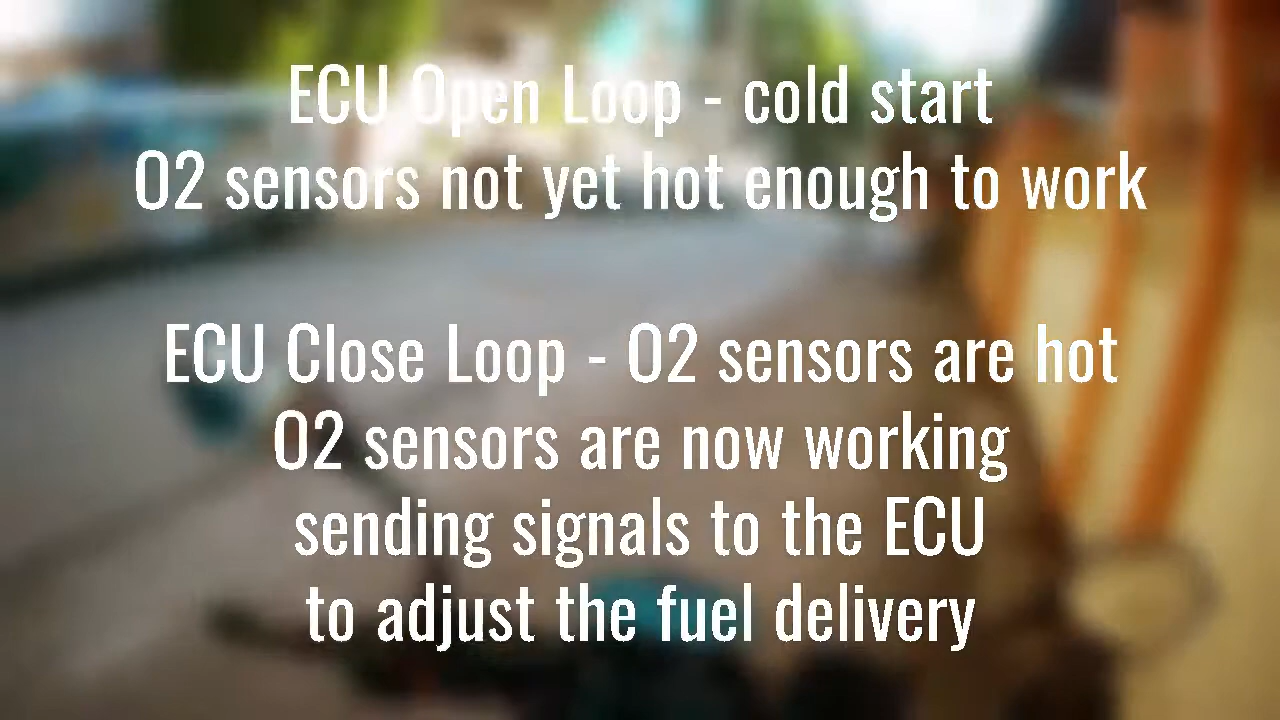 ECU Open Loop - cold start
O2 sensors not yet hot enough to work
ECU Close Loop - O2 sensors are hot
O2 sensors are now working
sending signals to the ECU
to adjust the fuel delivery